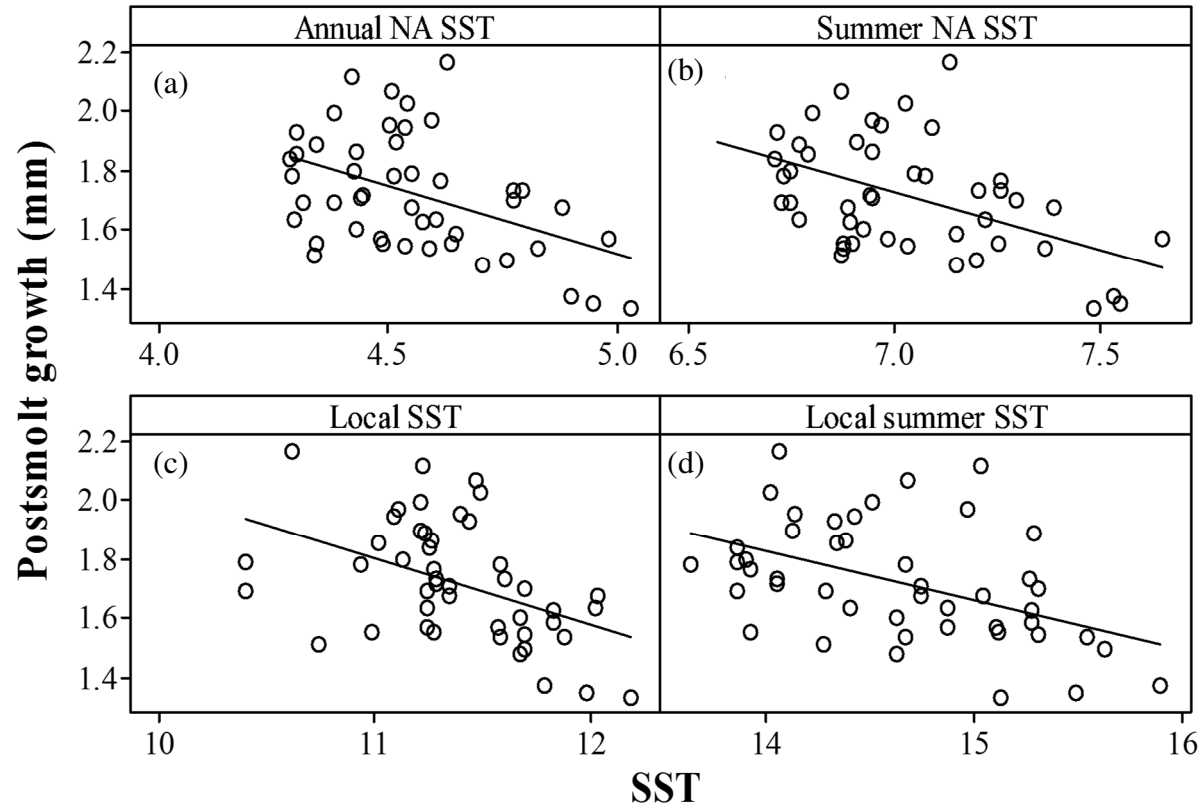 Annual NA SST
Summer NA SST
(a)
(b)
2.2
2.0
1.8
1.6
1.4
4.0 4.5 5.0
6.5 7.0 7.5
Postsmolt growth (mm)
Local SST
Local summer SST
(c)
(d)
2.2
2.0
1.8
1.6
1.4
10 11 12
14 15 16
SST